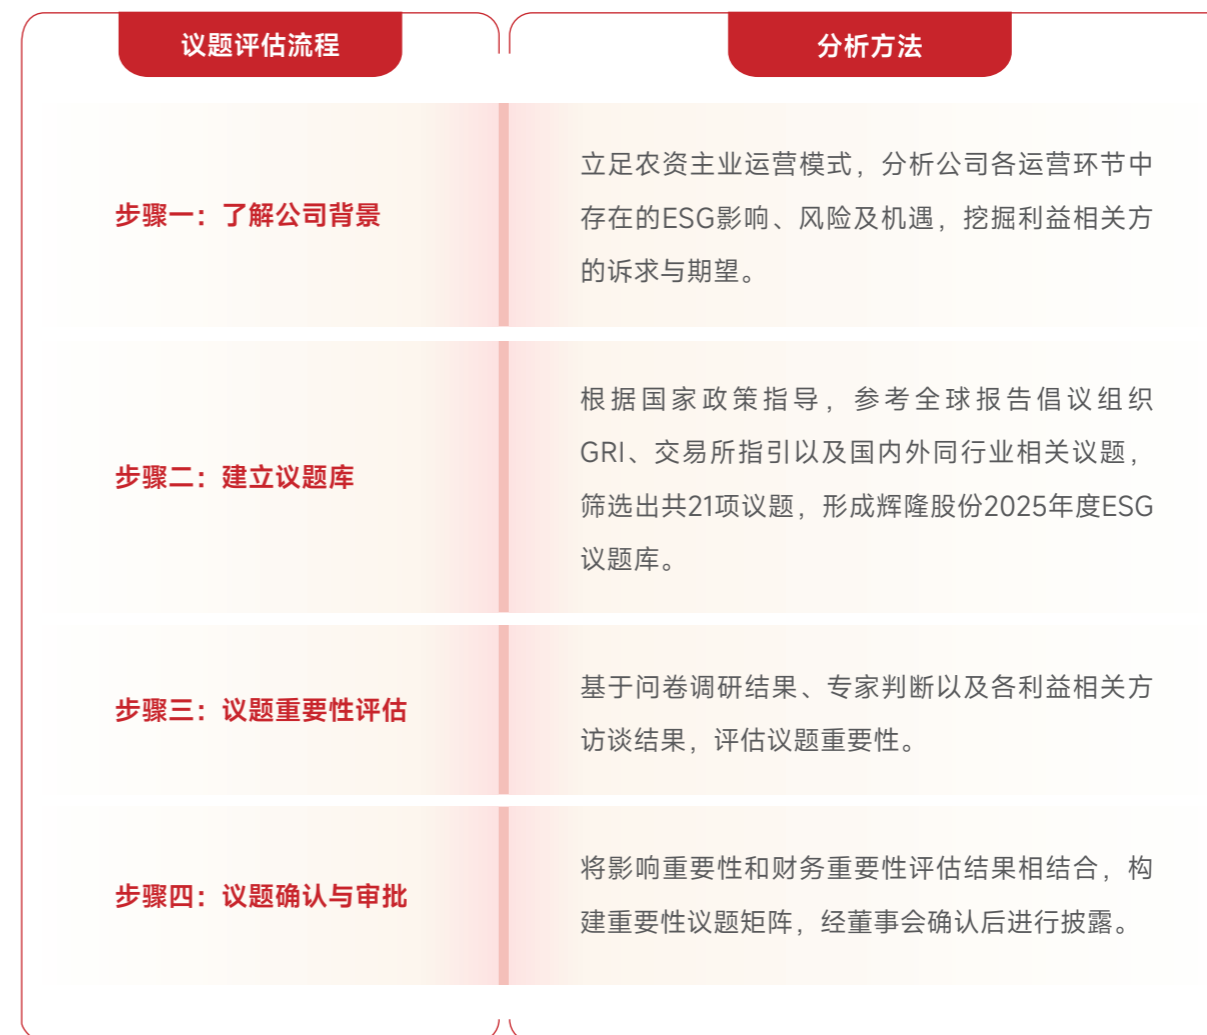 议题评估流程
分析方法
步骤一：了解公司背景
立足农资主业运营模式，分析公司各运营环节中
存在的ESG影响、风险及机遇，挖掘利益相关方
的诉求与期望。
步骤二：建立议题库
根据国家政策指导，参考全球报告倡议组织
GRI、交易所指引以及国内外同行业相关议题，
筛选出共21项议题，形成辉隆股份2025年度ESG
议题库。
步骤三：议题重要性评估
基于问卷调研结果、专家判断以及各利益相关方
访谈结果，评估议题重要性。
步骤四：议题确认与审批
将影响重要性和财务重要性评估结果相结合，构
建重要性议题矩阵，经董事会确认后进行披露。